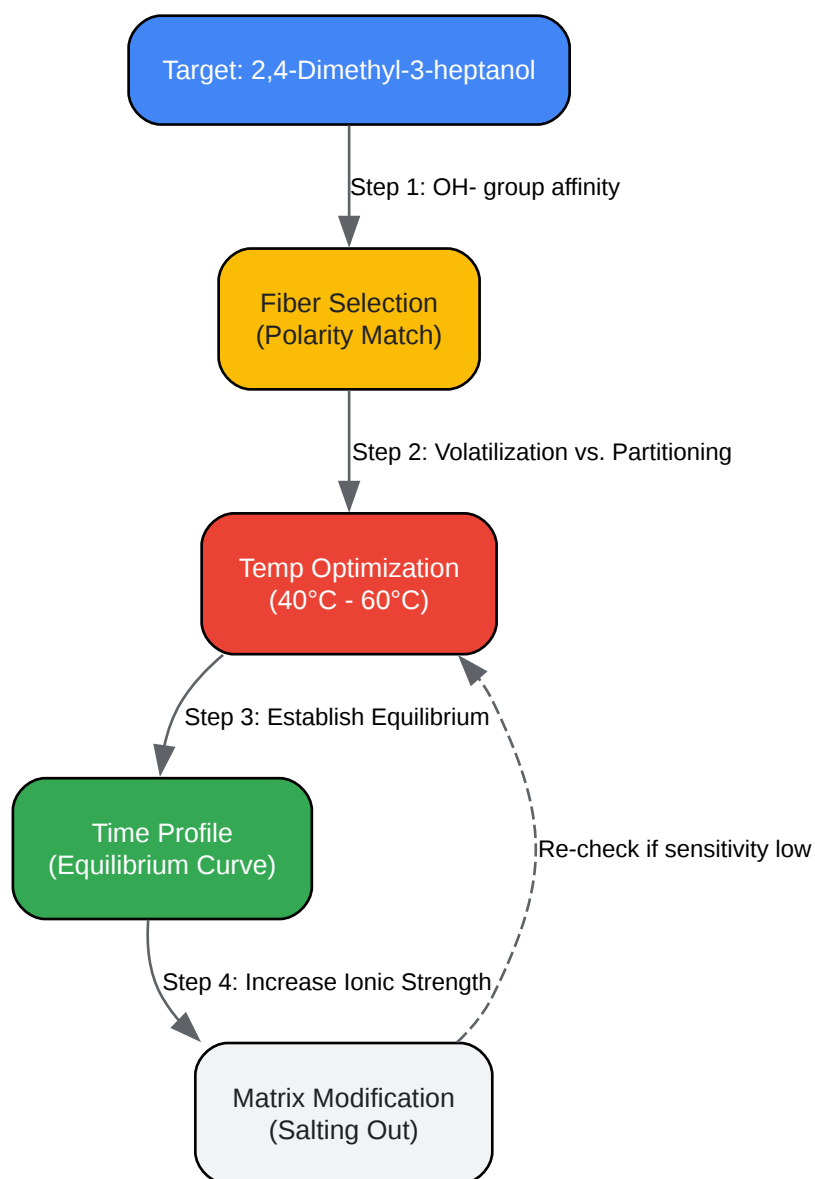 Target: 2,4-Dimethyl-3-heptanol
Step 1: OH- group affinity
Fiber Selection
(Polarity Match)
Step 2: Volatilization vs. Partitioning
Temp Optimization
(40°C - 60°C)
Step 3: Establish Equilibrium
Time Profile
(Equilibrium Curve)
Re-check if sensitivity low
Step 4: Increase Ionic Strength
Matrix Modification
(Salting Out)